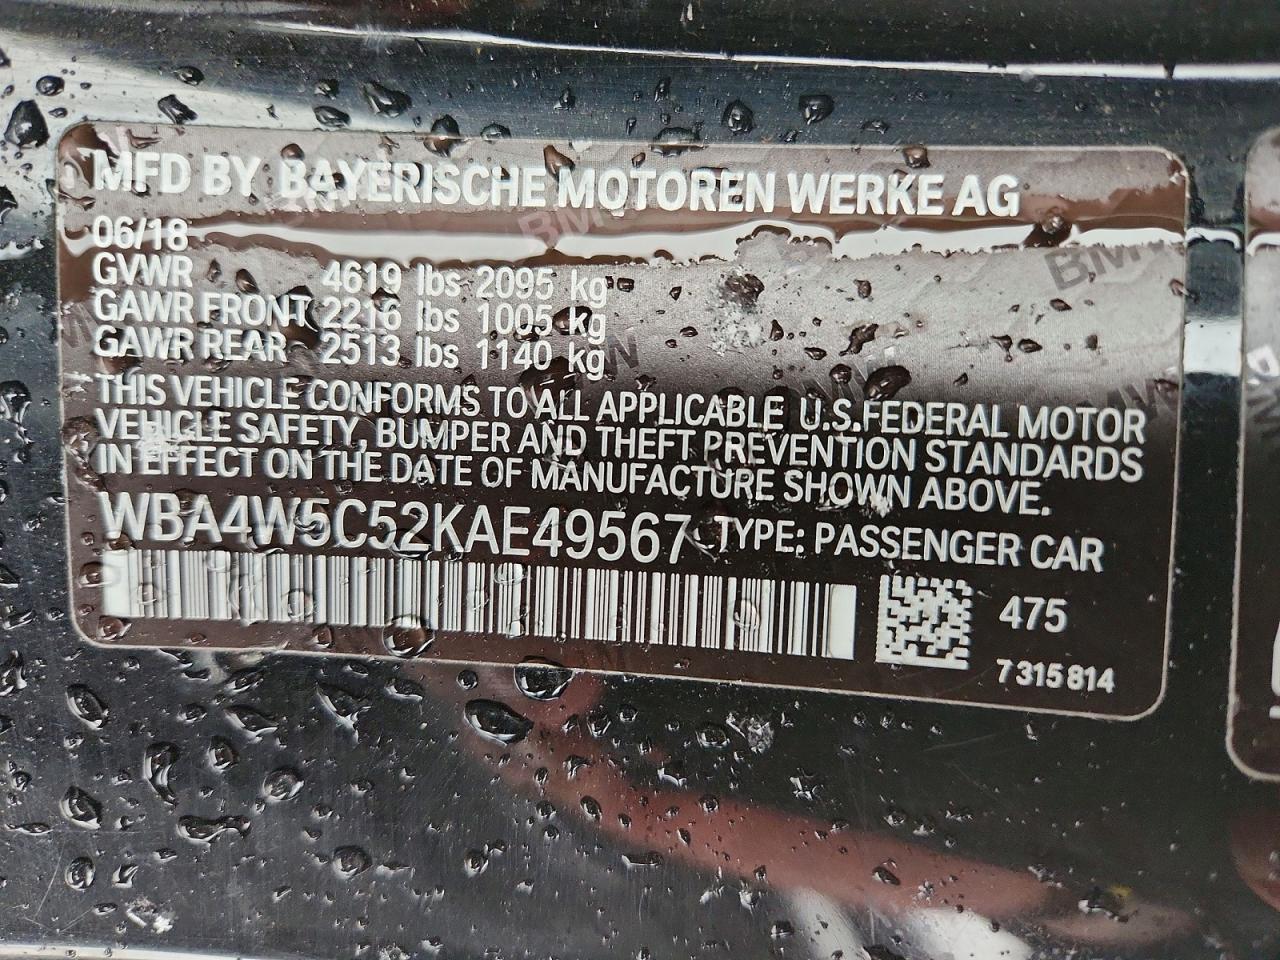 MFD BY BAYERISCHE MOTOREN WERKE AG
06/18
GVWR 4619 lbs 2095 kg
GAWR FRONT 2216 lbs 1005 kg
GAWR REAR 2513 lbs 1140 kg
THIS VEHICLE CONFORMS TO ALL APPLICABLE U.S.FEDERAL MOTOR
VEHICLE SAFETY, BUMPER AND THEFT PREVENTION STANDARDS
IN EFFECT ON THE DATE OF MANUFACTURE SHOWN ABOVE.
WBA4W5C52KAE49567 TYPE: PASSENGER CAR
475
7 315 814